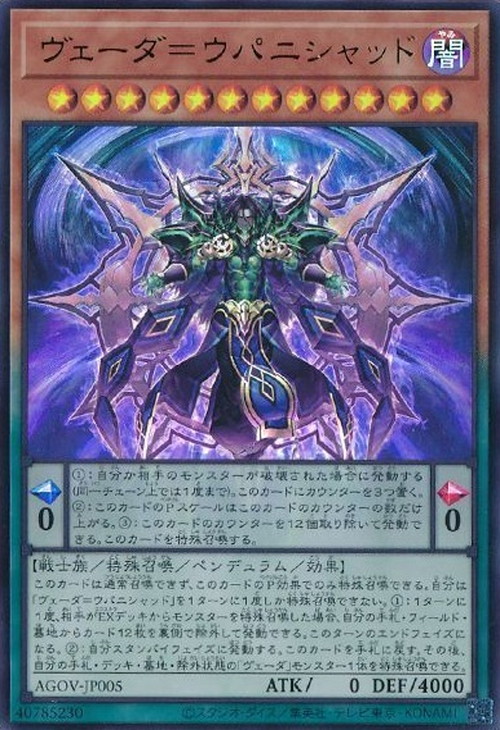 ヴェーダ＝ウパニシャッド
闇
①：自分か相手のモンスターが破壊された場合に発動する
(同一チェーン上では1度まで)。このカードにカウンターを3つ置く。
②：このカードのPスケールはこのカードのカウンターの数だけ
上がる。③：このカードのカウンターを12個取り除いて発動で
きる。このカードを特殊召喚する。
0
0
【戦士族／特殊召喚／ペンデュラム／効果】
このカードは通常召喚できず、このカードのP効果でのみ特殊召喚できる。自分は
「ヴェーダ＝ウパニシャッド」を1ターンに1度しか特殊召喚できない。①：1ターンに
1度、相手がEXデッキからモンスターを特殊召喚した場合、自分の手札・フィールド・
墓地からカード12枚を裏側で除外して発動できる。このターンのエンドフェイズに
なる。②：自分スタンバイフェイズに発動する。このカードを手札に戻す。その後、
自分の手札・デッキ・墓地・除外状態の「ヴェーダ」モンスター1体を特殊召喚できる。
AGOV-JP005
ATK/ 0 DEF/4000
40785230
©スタジオ・ダイス／集英社・テレビ東京・KONAMI